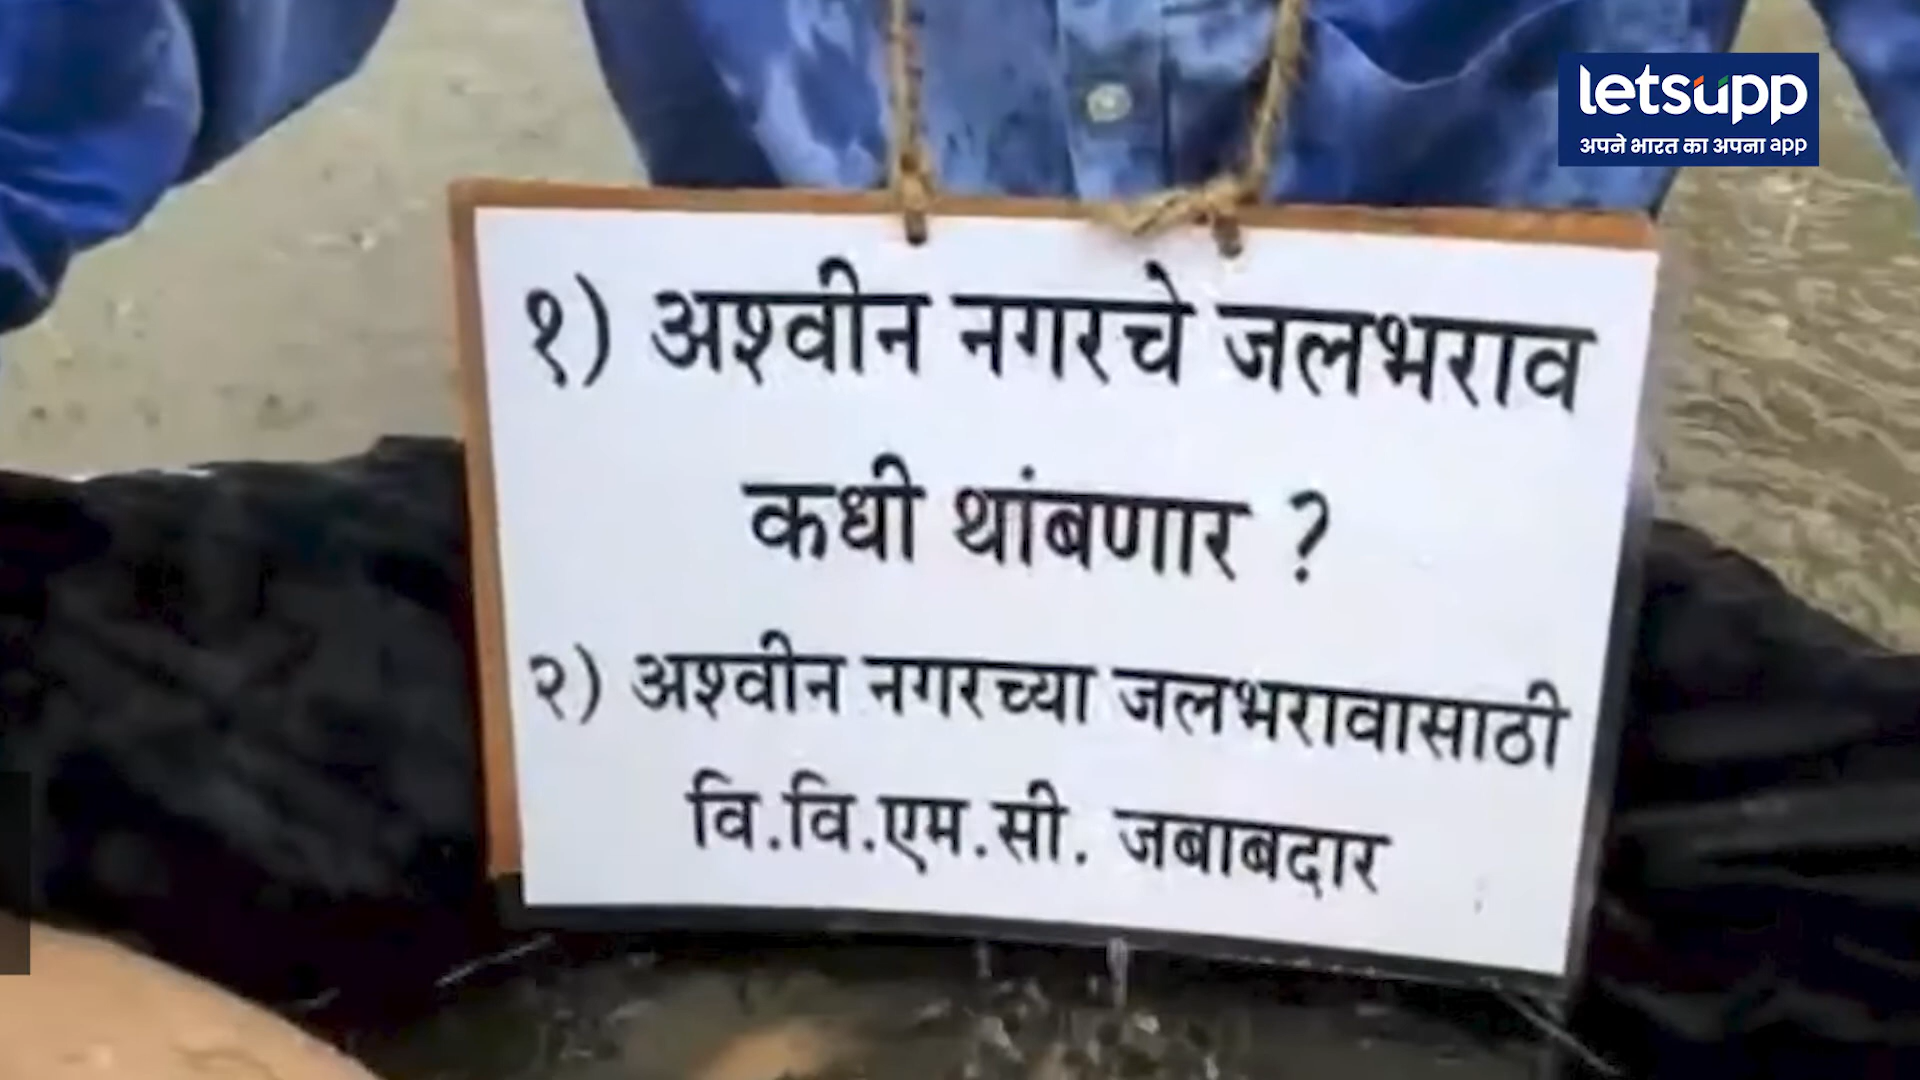 letsupp
अपने भारत का अपना app
१) अश्वीन नगरचे जलभराव
कधी थांबणार ?
२) अश्वीन नगरच्या जलभरावासाठी
वि.वि.एम.सी. जबाबदार